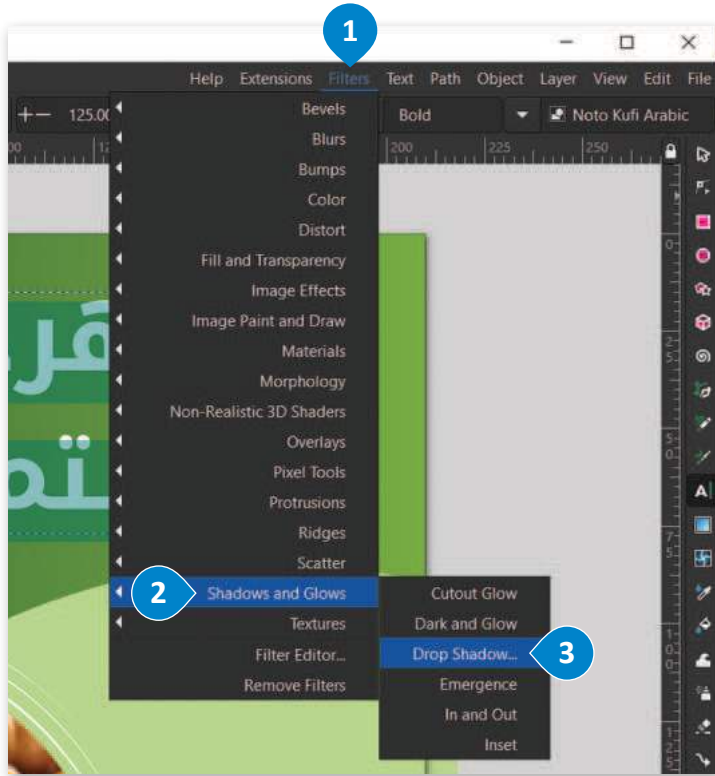 1
Help Extensions Filters Text Path Object Layer View Edit File
+− 125.00 Bold Noto Kufi Arabic
200 225 250
Bevels
Blurs
Bumps
Color
Distort
Fill and Transparency
Image Effects
Image Paint and Draw
Materials
Morphology
Non-Realistic 3D Shaders
Overlays
Pixel Tools
Protrusions
Ridges
Scatter
2 Shadows and Glows
Textures
Filter Editor...
Remove Filters
Cutout Glow
Dark and Glow
Drop Shadow... 3
Emergence
In and Out
Inset